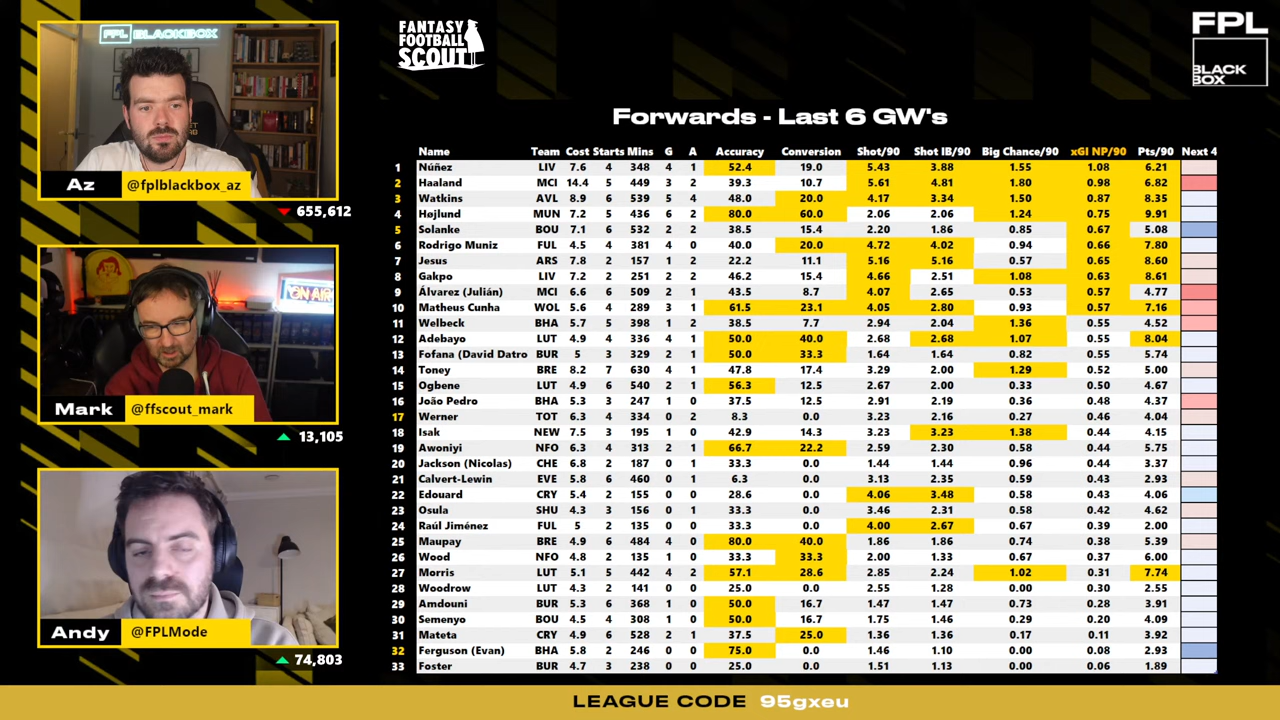 FPL BLACKBOX
Az @fplblackbox_az
655,612
Mark @ffscout_mark
13,105
Andy @FPLMode
74,803
ON AIR
FANTASY
FOOTBALL
SCOUT
FPL
BLACK
BOX
Forwards - Last 6 GW's
Name Team Cost Starts Mins G A Accuracy Conversion Shot/90 Shot IB/90 Big Chance/90 xGI NP/90 Pts/90 Next 4
1 Núñez LIV 7.6 4 348 4 1 52.4 19.0 5.43 3.88 1.55 1.08 6.21
2 Haaland MCI 14.4 5 449 3 2 39.3 10.7 5.61 4.81 1.80 0.98 6.82
3 Watkins AVL 8.9 6 539 5 4 48.0 20.0 4.17 3.34 1.50 0.87 8.35
4 Højlund MUN 7.2 5 436 6 2 80.0 60.0 2.06 2.06 1.24 0.75 9.91
5 Solanke BOU 7.1 6 532 2 2 38.5 15.4 2.20 1.86 0.85 0.67 5.08
6 Rodrigo Muniz FUL 4.5 4 381 4 0 40.0 20.0 4.72 4.02 0.94 0.66 7.80
7 Jesus ARS 7.8 2 157 1 2 22.2 11.1 5.16 5.16 0.57 0.65 8.60
8 Gakpo LIV 7.2 2 251 2 2 46.2 15.4 4.66 2.51 1.08 0.63 8.61
9 Álvarez (Julián) MCI 6.6 6 509 2 1 43.5 8.7 4.07 2.65 0.53 0.57 4.77
10 Matheus Cunha WOL 5.6 4 289 3 1 61.5 23.1 4.05 2.80 0.93 0.57 7.16
11 Welbeck BHA 5.7 5 398 1 2 38.5 7.7 2.94 2.04 1.36 0.55 4.52
12 Adebayo LUT 4.9 4 336 4 1 50.0 40.0 2.68 2.68 1.07 0.55 8.04
13 Fofana (David Datro BUR 5 3 329 2 1 50.0 33.3 1.64 1.64 0.82 0.55 5.74
14 Toney BRE 8.2 7 630 4 1 47.8 17.4 3.29 2.00 1.29 0.52 5.00
15 Ogbene LUT 4.9 6 540 2 1 56.3 12.5 2.67 2.00 0.33 0.50 4.67
16 João Pedro BHA 5.3 3 247 1 0 37.5 12.5 2.91 2.19 0.36 0.48 4.37
17 Werner TOT 6.3 4 334 0 2 8.3 0.0 3.23 2.16 0.27 0.46 4.04
18 Isak NEW 7.5 3 195 1 0 42.9 14.3 3.23 3.23 1.38 0.44 4.15
19 Awoniyi NFO 6.3 4 313 2 1 66.7 22.2 2.59 2.30 0.58 0.44 5.75
20 Jackson (Nicolas) CHE 6.8 2 187 0 1 33.3 0.0 1.44 1.44 0.96 0.44 3.37
21 Calvert-Lewin EVE 5.8 6 460 0 1 6.3 0.0 3.13 2.35 0.59 0.43 2.93
22 Edouard CRY 5.4 2 155 0 0 28.6 0.0 4.06 3.48 0.58 0.43 4.06
23 Osula SHU 4.3 3 156 0 1 33.3 0.0 3.46 2.31 0.58 0.42 4.62
24 Raúl Jiménez FUL 5 2 135 0 0 33.3 0.0 4.00 2.67 0.67 0.39 2.00
25 Maupay BRE 4.9 6 484 4 0 80.0 40.0 1.86 1.86 0.74 0.38 5.39
26 Wood NFO 4.8 2 135 1 0 33.3 33.3 2.00 1.33 0.67 0.37 6.00
27 Morris LUT 5.1 5 442 4 2 57.1 28.6 2.85 2.24 1.02 0.31 7.74
28 Woodrow LUT 4.3 2 141 0 0 25.0 0.0 2.55 1.28 0.00 0.30 2.55
29 Amdouni BUR 5.3 6 368 1 0 50.0 16.7 1.47 1.47 0.73 0.28 3.91
30 Semenyo BOU 4.5 4 308 1 0 50.0 16.7 1.75 1.46 0.29 0.20 4.09
31 Mateta CRY 4.9 6 528 2 1 37.5 25.0 1.36 1.36 0.17 0.11 3.92
32 Ferguson (Evan) BHA 5.8 2 246 0 0 75.0 0.0 1.46 1.10 0.00 0.08 2.93
33 Foster BUR 4.7 3 238 0 0 25.0 0.0 1.51 1.13 0.00 0.06 1.89
LEAGUE CODE 95gxeu